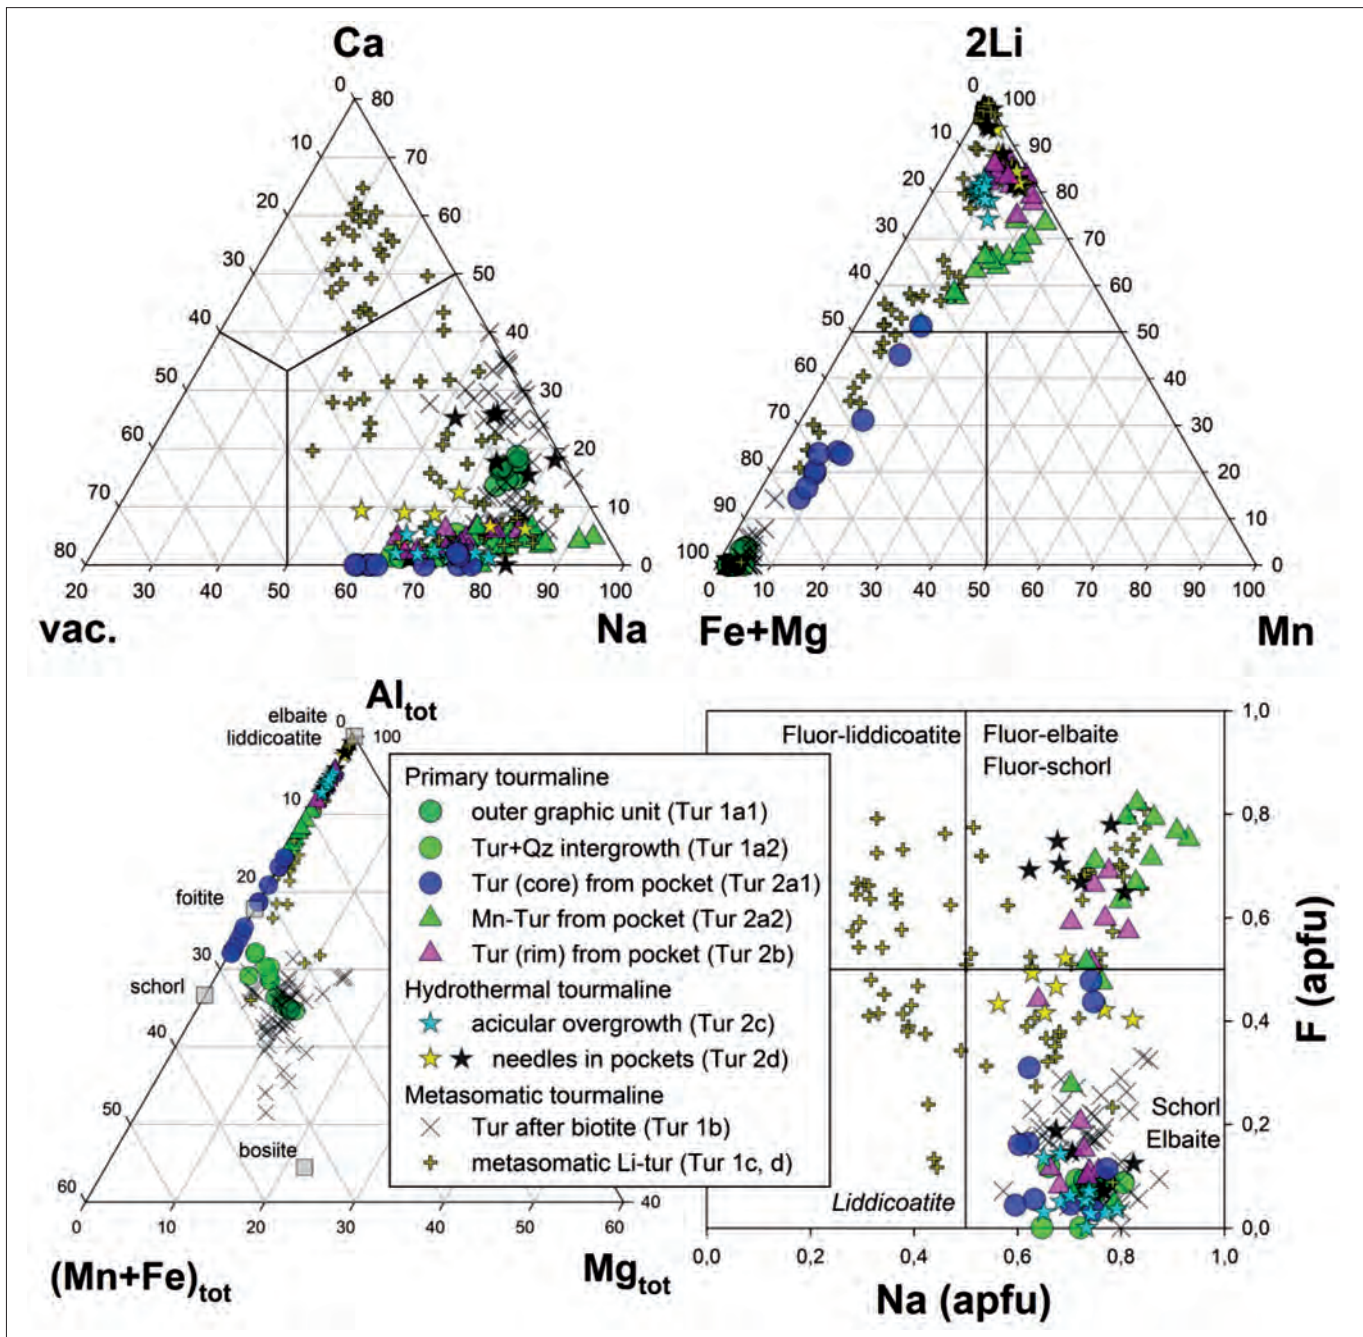 Ca
0
80
10
70
20
60
30
50
40
40
50
30
60
20
70
10
80
0
20
30
40
50
60
70
80
90
100
vac.
Na
2Li
0
100
10
90
20
80
30
70
40
60
50
50
40
70
30
80
20
90
10
100
0
0
10
20
30
40
50
60
70
80
90
100
Fe+Mg
Mn
Al tot
elbaite
liddicoatite
0
100
10
foitite
20
30
schorl
40
50
bosiite
60
0
10
20
30
40
(Mn+Fe)tot
Mg tot
Primary tourmaline
outer graphic unit (Tur 1a1)
Tur+Qz intergrowth (Tur 1a2)
Tur (core) from pocket (Tur 2a1)
Mn-Tur from pocket (Tur 2a2)
Tur (rim) from pocket (Tur 2b)
Hydrothermal tourmaline
acicular overgrowth (Tur 2c)
needles in pockets (Tur 2d)
Metasomatic tourmaline
Tur after biotite (Tur 1b)
metasomatic Li-tur (Tur 1c, d)
Fluor-liddicoatite
Fluor-elbaite
Fluor-schorl
Schorl
Elbaite
Liddicoatite
1,0
0,8
0,6
0,4
0,2
0,0
F (apfu)
0,0
0,2
0,4
0,6
0,8
1,0
Na (apfu)